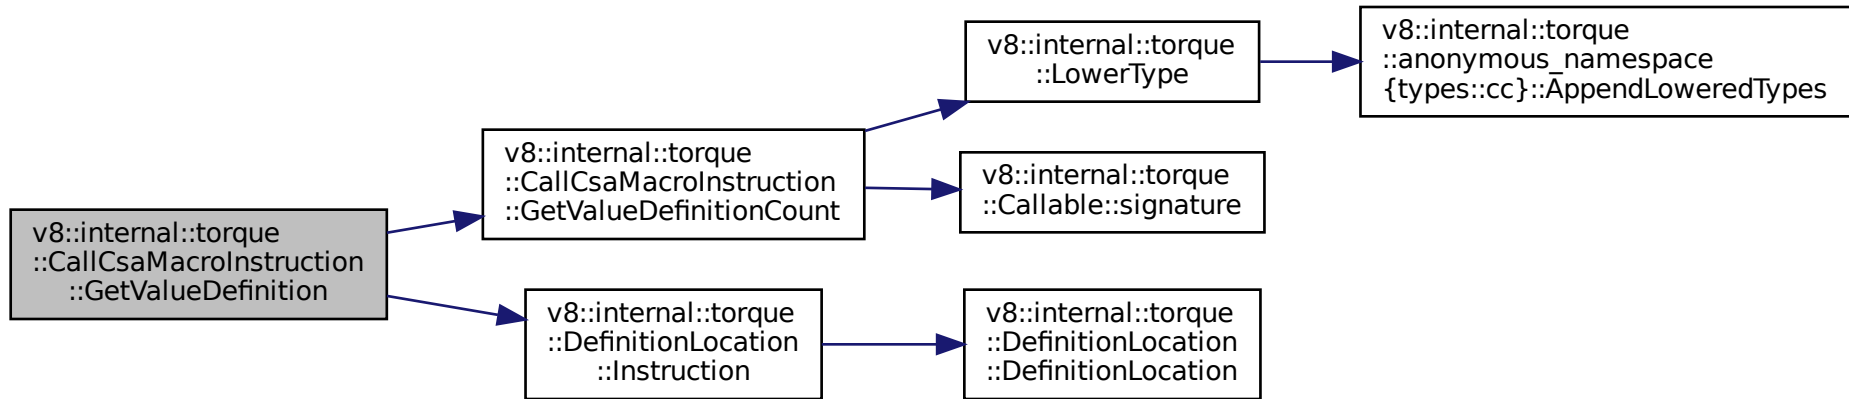 v8::internal::torque
::CallCsaMacroInstruction
::GetValueDefinition
v8::internal::torque
::CallCsaMacroInstruction
::GetValueDefinitionCount
v8::internal::torque
::LowerType
v8::internal::torque
::anonymous_namespace
{types::cc}::AppendLoweredTypes
v8::internal::torque
::Callable::signature
v8::internal::torque
::DefinitionLocation
::Instruction
v8::internal::torque
::DefinitionLocation
::DefinitionLocation